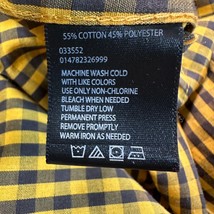 55% COTTON 45% POLYESTER
033552
014782326999
MACHINE WASH COLD
WITH LIKE COLORS
USE ONLY NON-CHLORINE
BLEACH WHEN NEEDED
TUMBLE DRY LOW
PERMANENT PRESS
REMOVE PROMPTLY
WARM IRON AS NEEDED